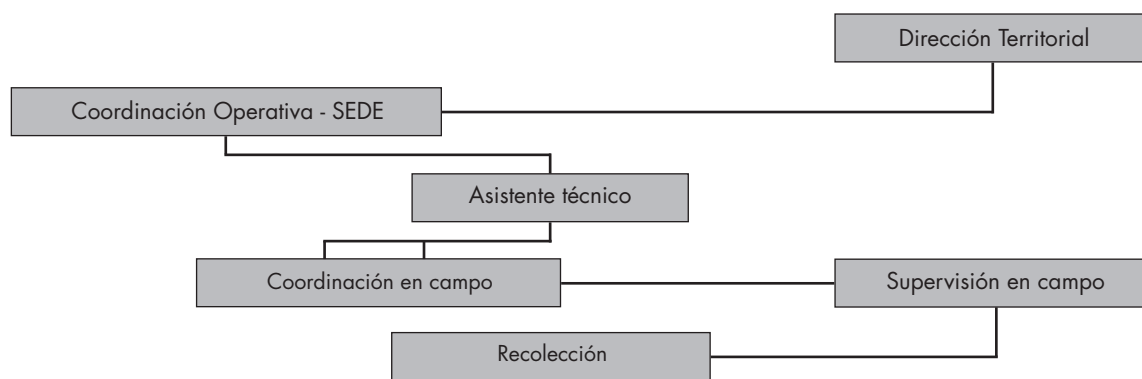 Dirección Territorial
Coordinación Operativa - SEDE
Asistente técnico
Coordinación en campo
Supervisión en campo
Recolección